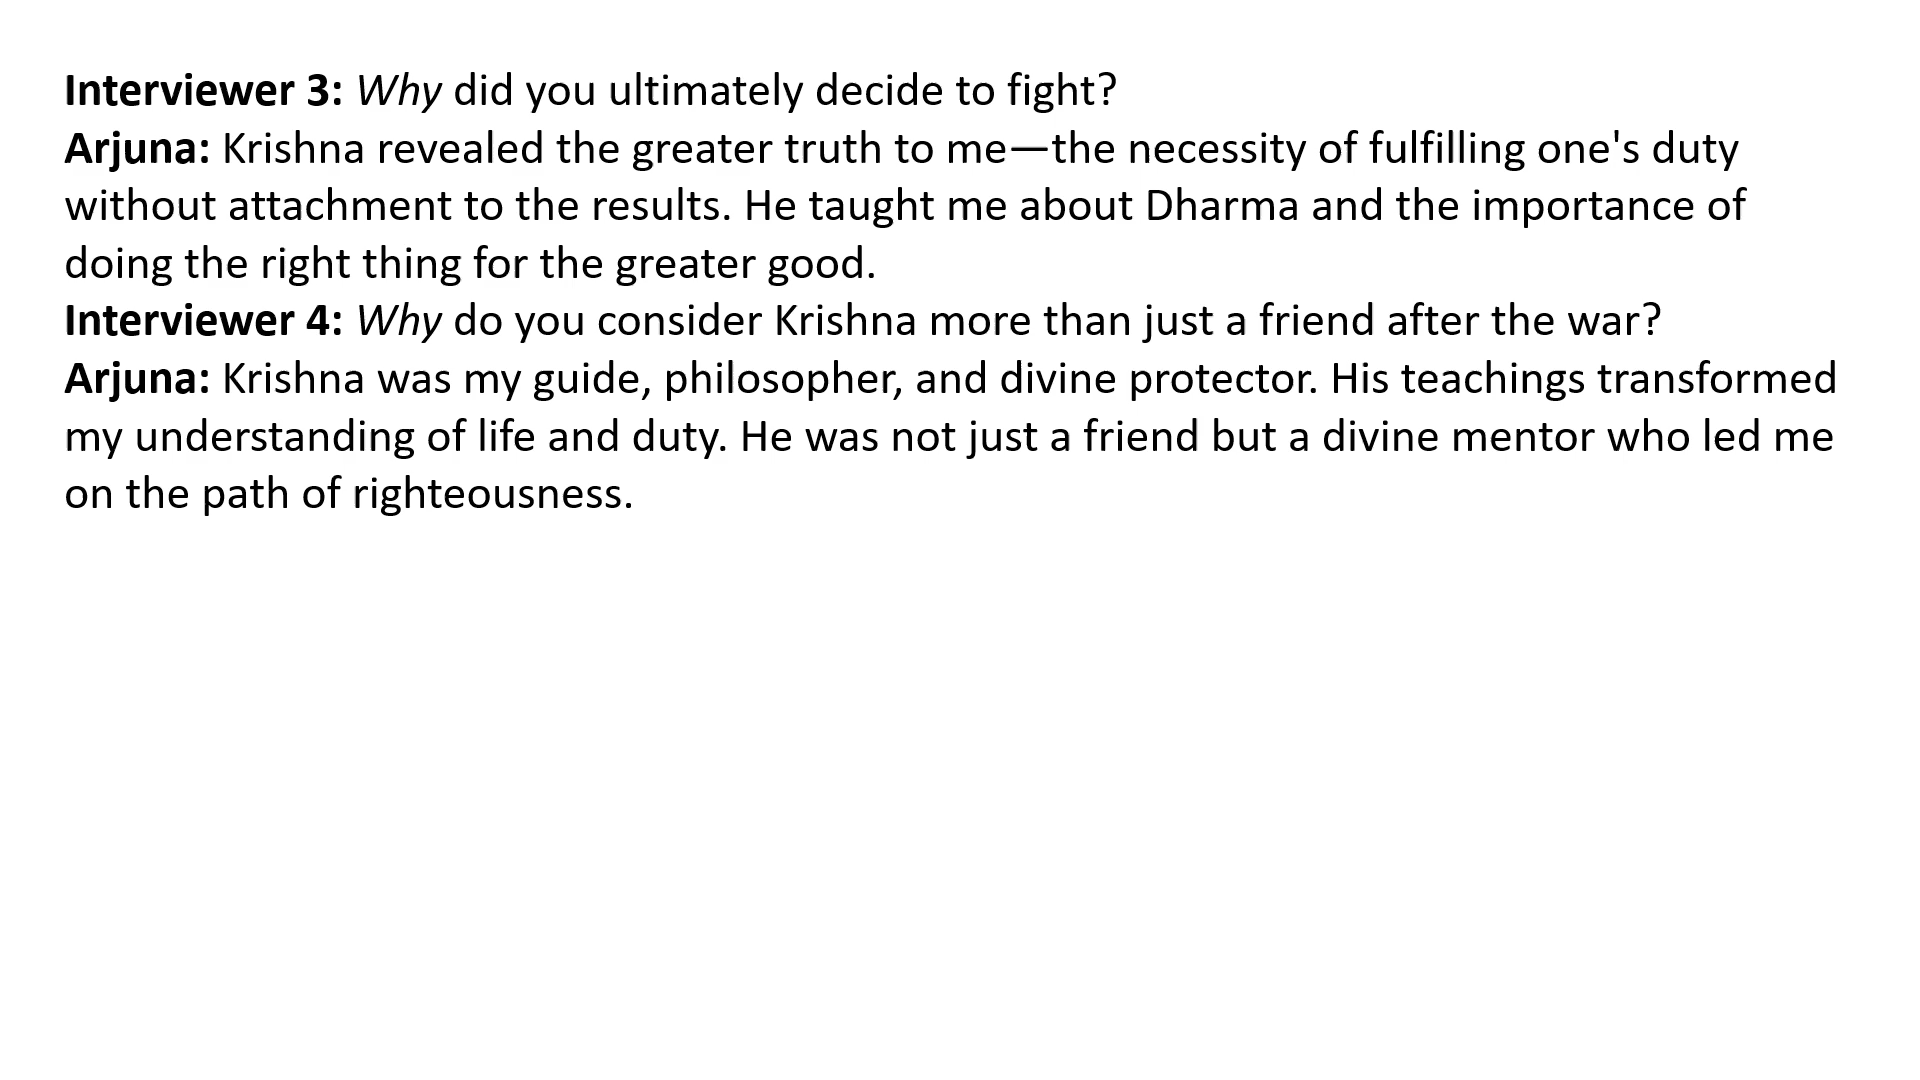 Interviewer 3: Why did you ultimately decide to fight?
Arjuna: Krishna revealed the greater truth to me—the necessity of fulfilling one's duty
without attachment to the results. He taught me about Dharma and the importance of
doing the right thing for the greater good.
Interviewer 4: Why do you consider Krishna more than just a friend after the war?
Arjuna: Krishna was my guide, philosopher, and divine protector. His teachings transformed
my understanding of life and duty. He was not just a friend but a divine mentor who led me
on the path of righteousness.